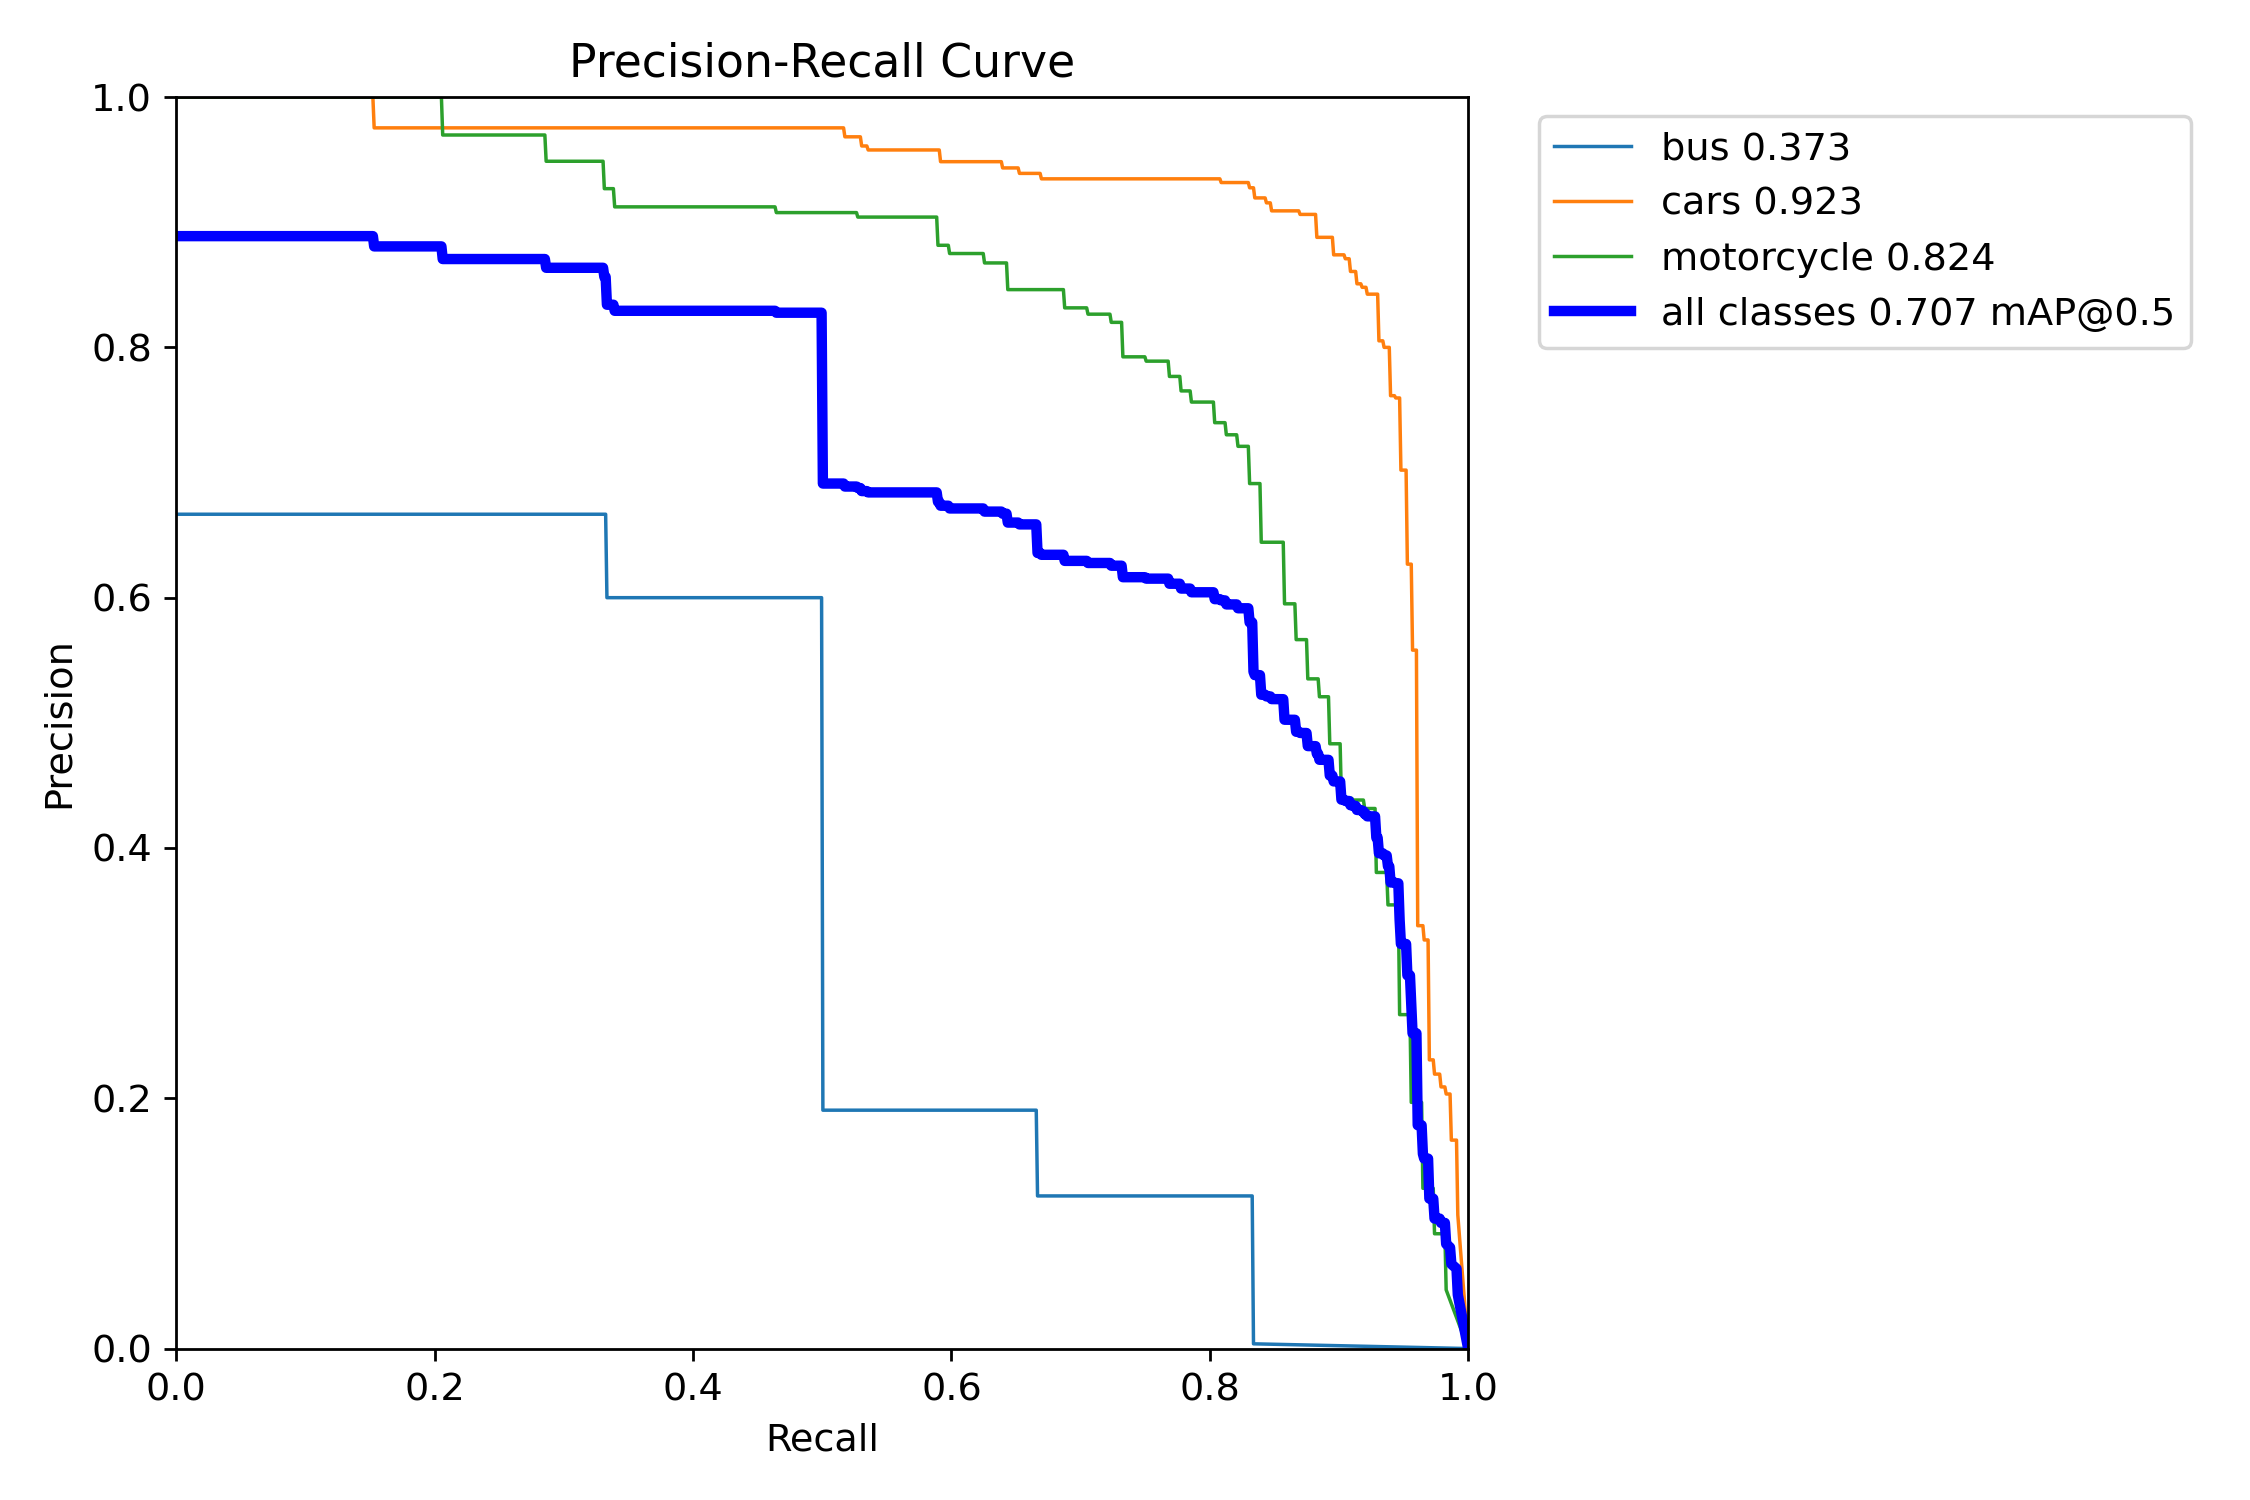 Precision-Recall Curve
1.0
0.8
0.6
0.4
0.2
0.0
Precision
0.0 0.2 0.4 0.6 0.8 1.0
Recall
bus 0.373
cars 0.923
motorcycle 0.824
all classes 0.707 mAP@0.5